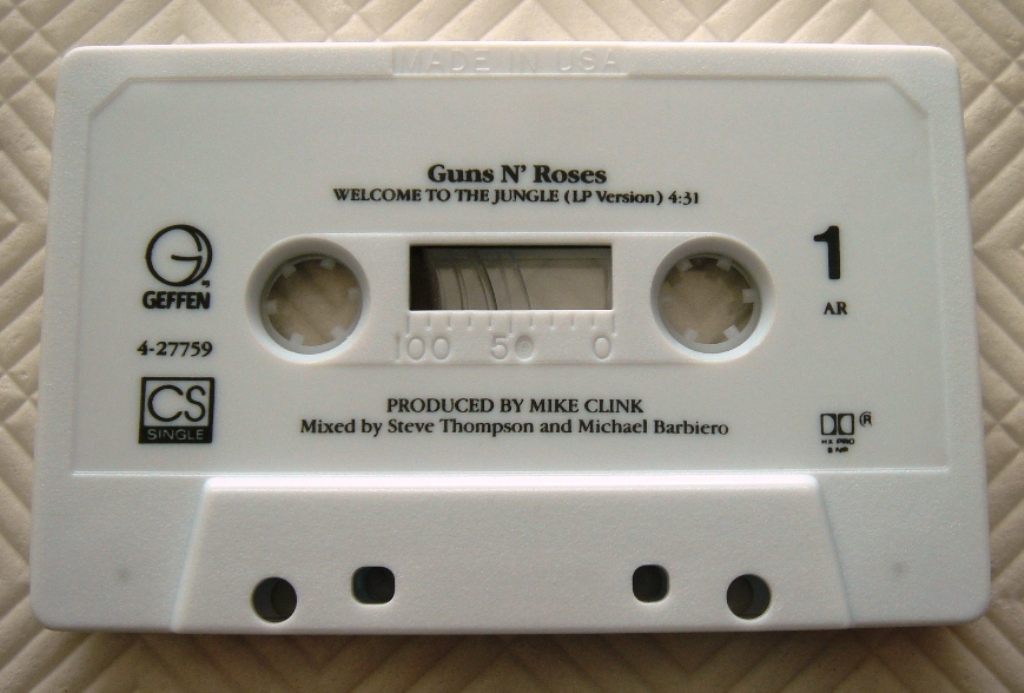 MADE IN USA
Guns N' Roses
WELCOME TO THE JUNGLE (LP Version) 4:31
G
GEFFEN
4-27759
CS
SINGLE
1
AR
100 50 0
PRODUCED BY MIKE CLINK
Mixed by Steve Thompson and Michael Barbiero
®
HX PRO
B NR